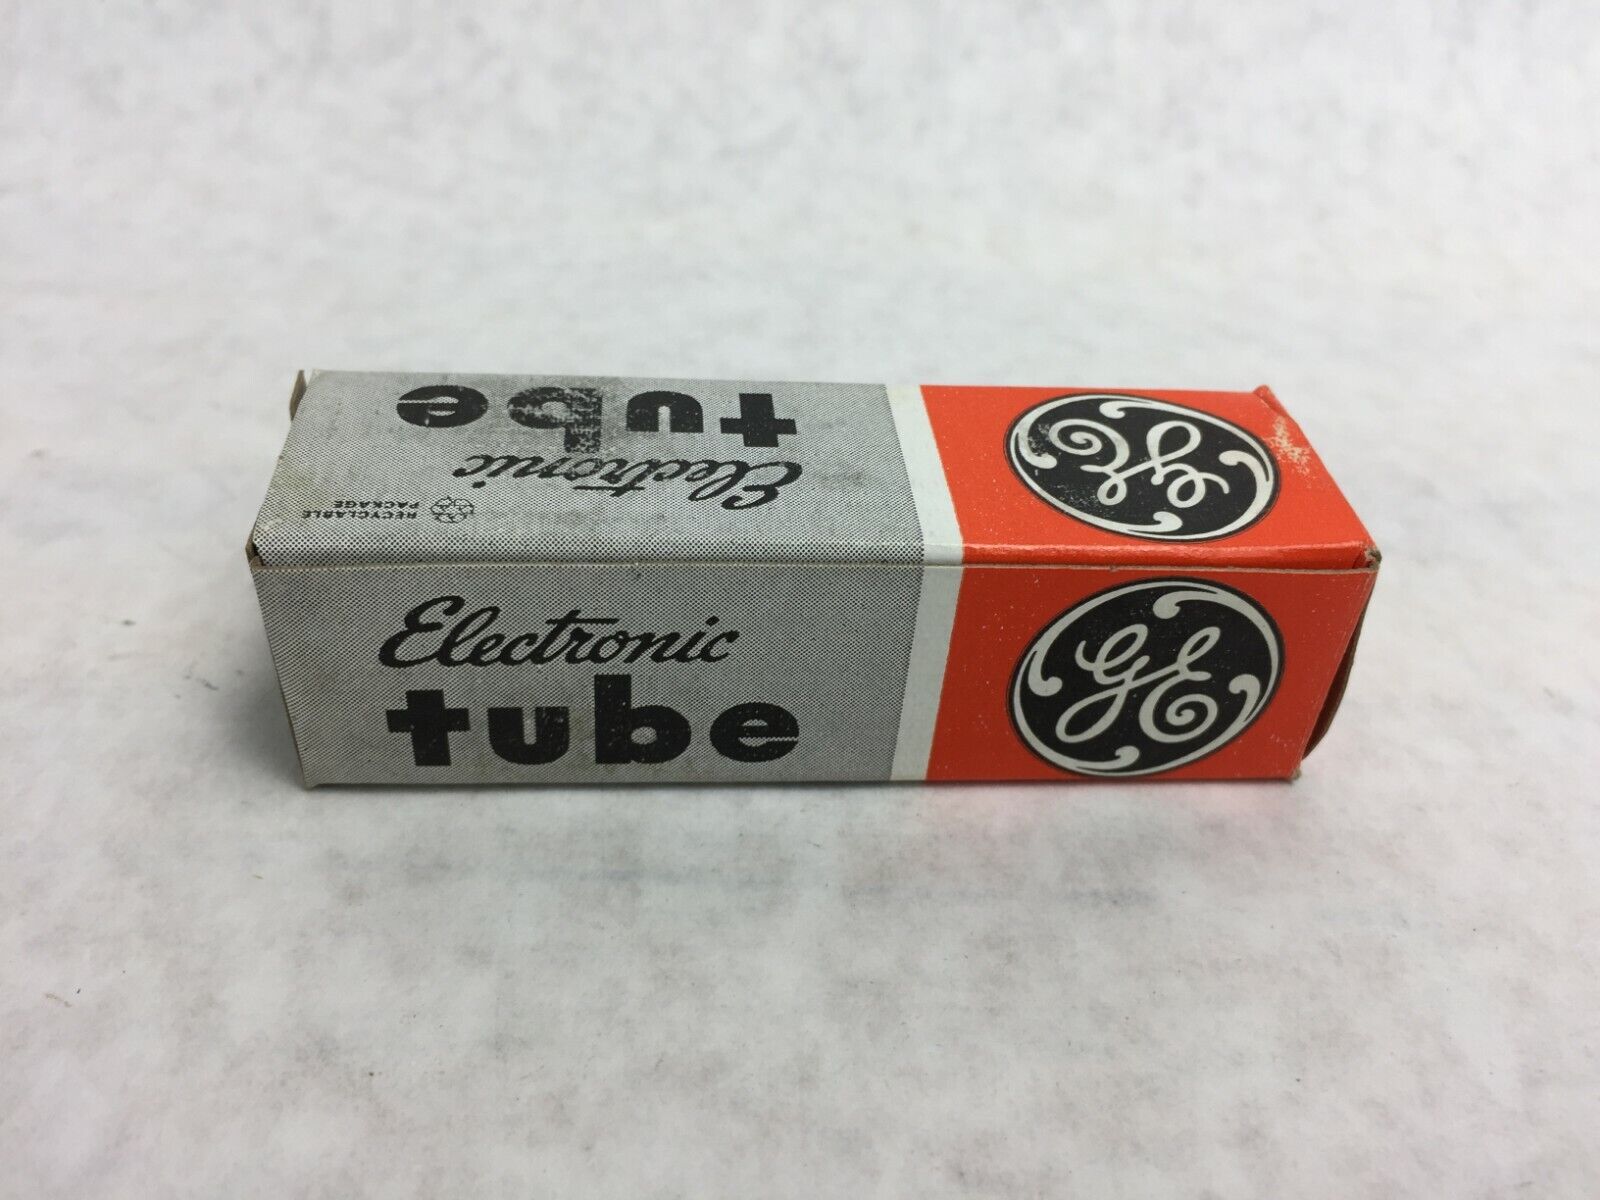 Electronic
tube
RECYCLABLE
PACKAGE
GE
Electronic
tube
GE